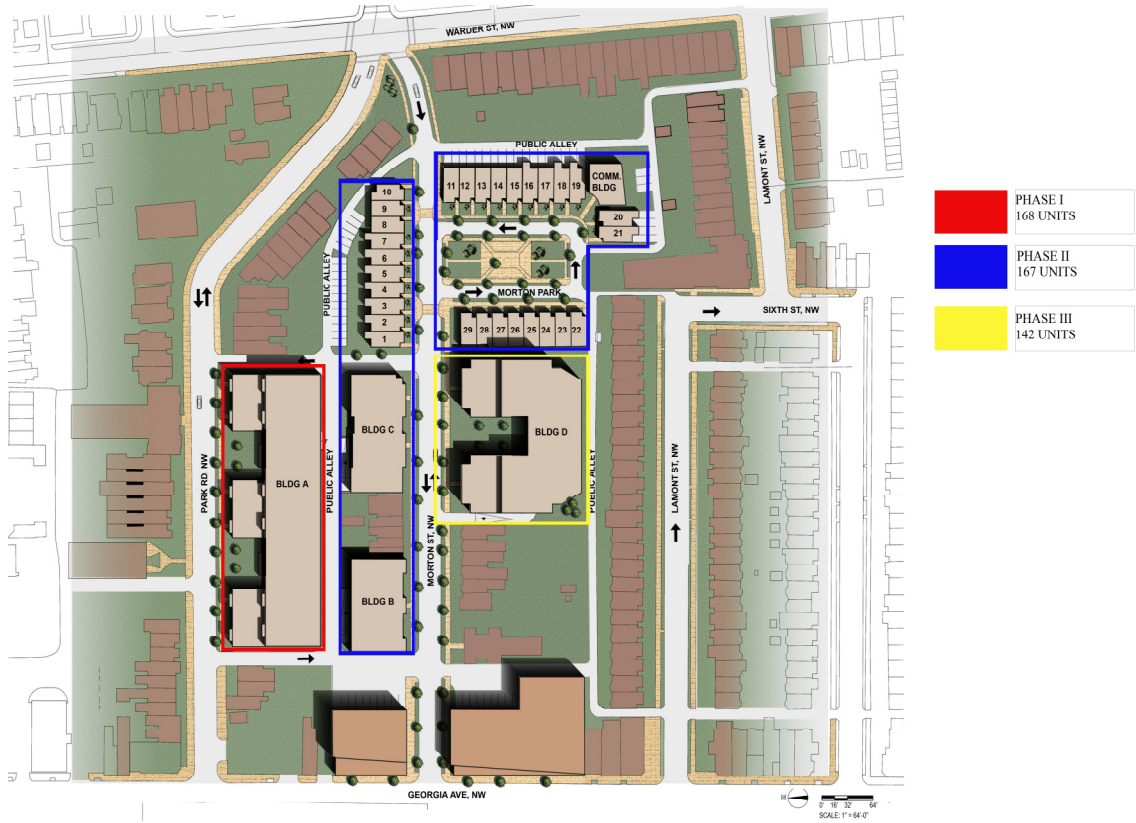 WARDER ST, NW
PUBLIC ALLEY
COMM.
BLDG
11 12 13 14 15 16 17 18 19
20
21
10
9
8
7
6
5
4
3
2
1
PUBLIC ALLEY
MORTON PARK
29 28 27 26 25 24 23 22
LAMONT ST, NW
SIXTH ST, NW
PARK RD, NW
BLDG A
PUBLIC ALLEY
BLDG C
BLDG B
MORTON ST, NW
BLDG D
PUBLIC ALLEY
LAMONT ST, NW
GEORGIA AVE, NW
0' 16' 32' 64'
SCALE: 1" = 64'-0"
PHASE I
168 UNITS
PHASE II
167 UNITS
PHASE III
142 UNITS